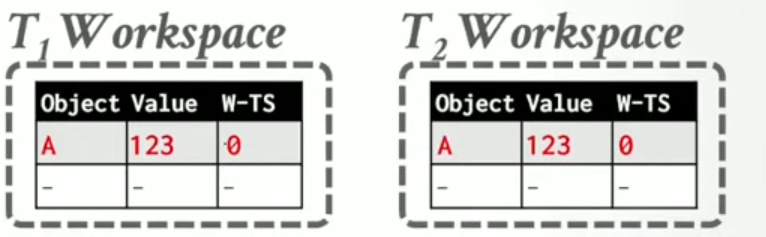 T1 Workspace
Object Value W-TS
A 123 0
- - -
T2 Workspace
Object Value W-TS
A 123 0
- - -